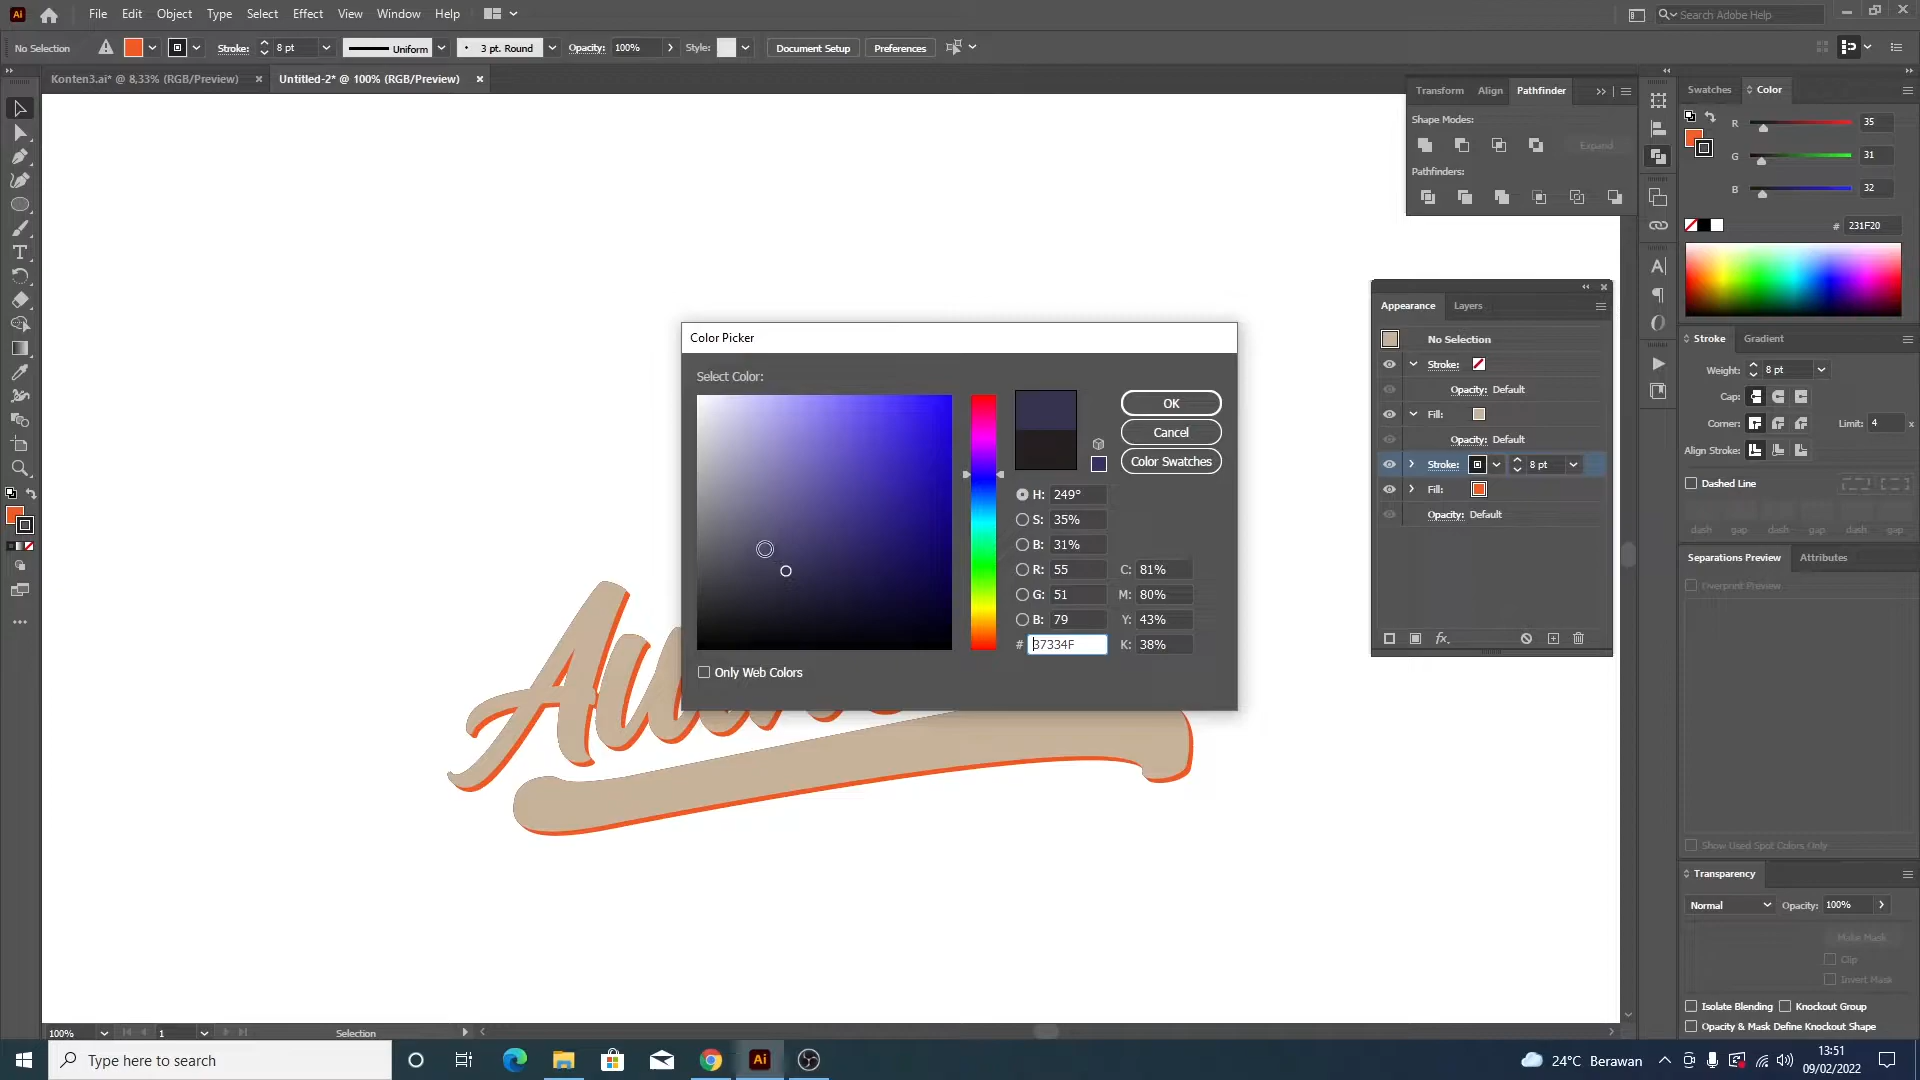 File Edit Object Type Select Effect View Window Help
Search Adobe Help
No Selection Stroke: 8 pt Uniform 3 pt. Round Opacity: 100% Style: Document Setup Preferences
Konten3.ai* @ 8,33% (RGB/Preview) Untitled-2* @ 100% (RGB/Preview)
Transform Align Pathfinder
Shape Modes:
Expand
Pathfinders:
Swatches Color
R 35
G 31
B 32
# 231F20
Stroke Gradient
Weight: 8 pt
Cap:
Corner: Limit: 4 x
Align Stroke:
Dashed Line
dash gap dash gap dash gap
Separations Preview Attributes
Overprint Preview
Show Used Spot Colors Only
Transparency
Normal Opacity: 100%
Make Mask
Clip
Invert Mask
Isolate Blending Knockout Group
Opacity & Mask Define Knockout Shape
Appearance Layers
No Selection
Stroke:
Opacity: Default
Fill:
Opacity: Default
Stroke: 8 pt
Fill:
Opacity: Default
Color Picker
Select Color:
OK
Cancel
Color Swatches
H: 249°
S: 35%
B: 31%
R: 55 C: 81%
G: 51 M: 80%
B: 79 Y: 43%
# 37334F K: 38%
Only Web Colors
100% 1 Selection
Type here to search
Ai
24°C Berawan
13:51
09/02/2022